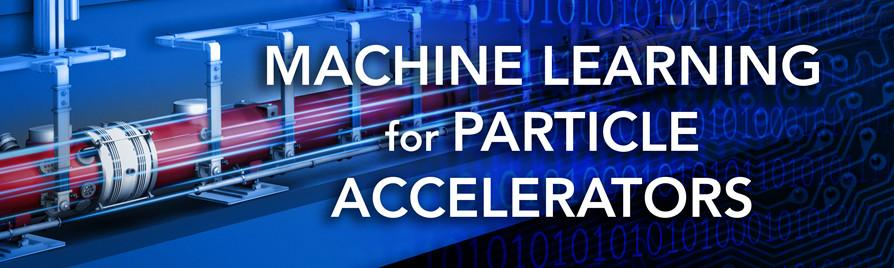 MACHINE LEARNING
for PARTICLE
ACCELERATORS